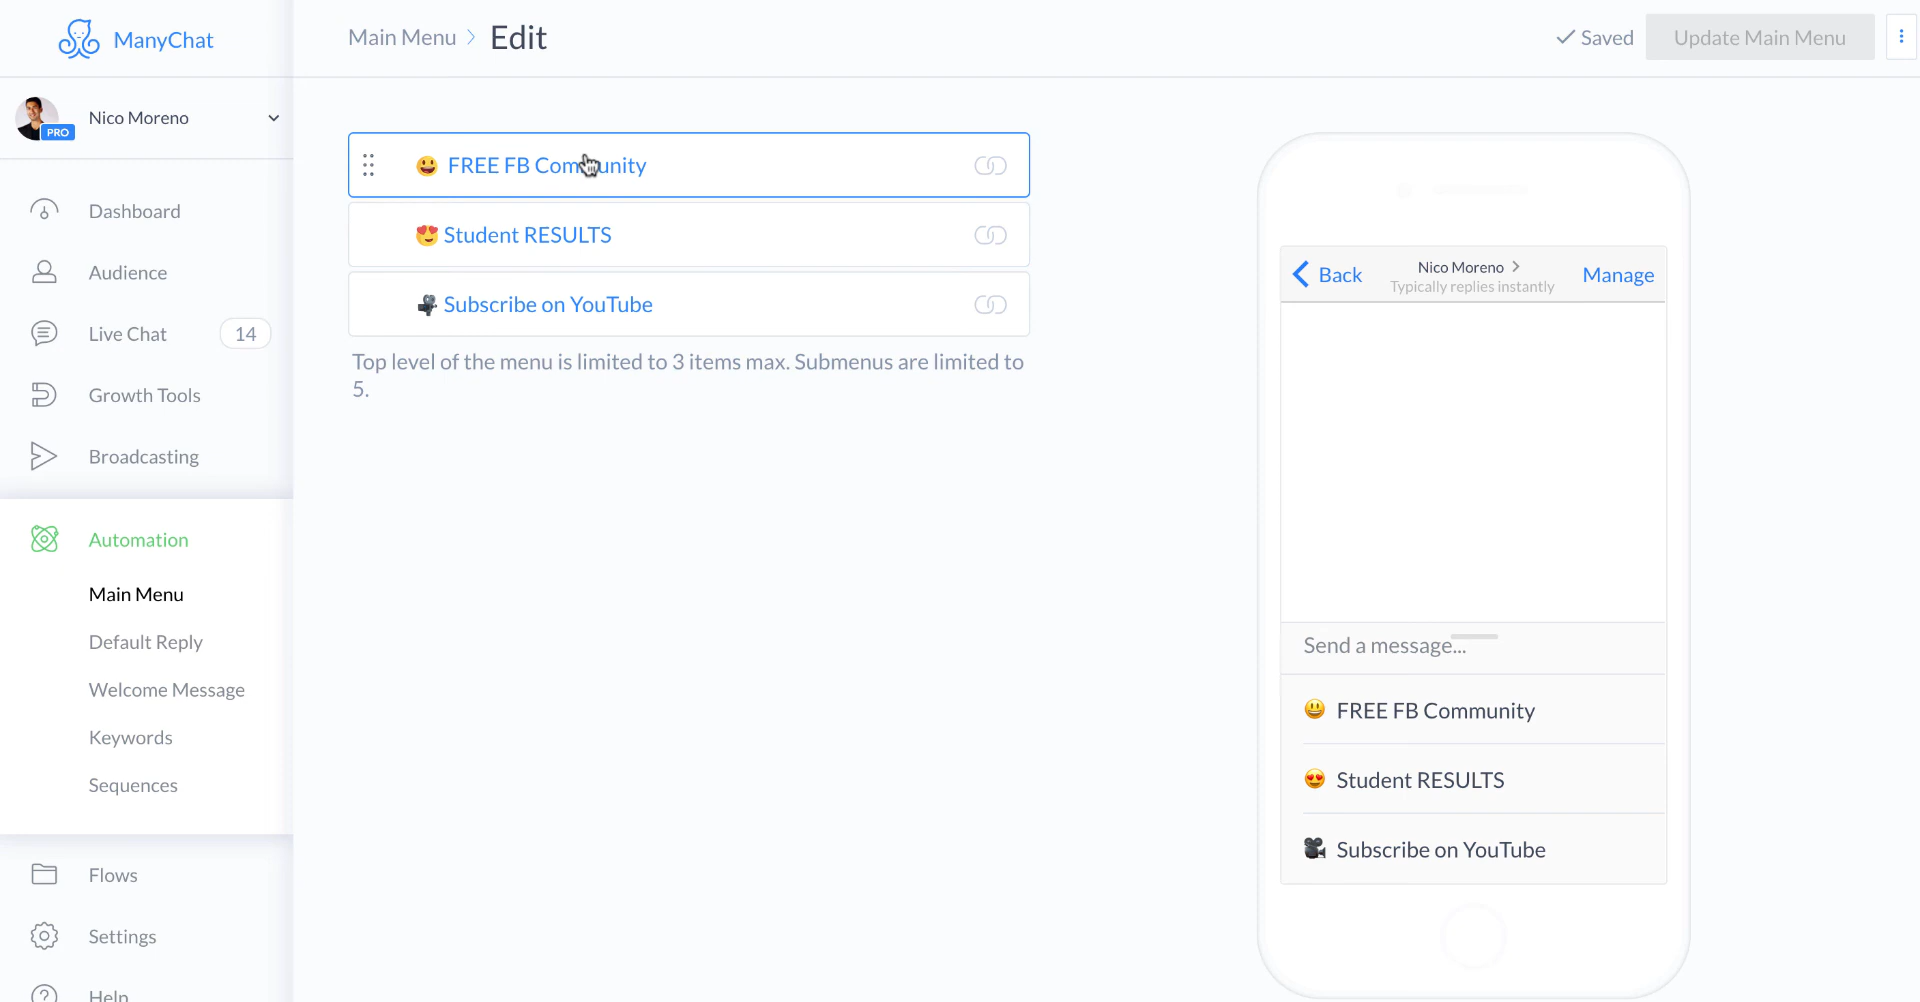 ManyChat
Main Menu > Edit
✓ Saved
Update Main Menu
PRO
Nico Moreno
Dashboard
Audience
Live Chat 14
Growth Tools
Broadcasting
Automation
Main Menu
Default Reply
Welcome Message
Keywords
Sequences
Flows
Settings
Help
😃 FREE FB Community
😍 Student RESULTS
🎥 Subscribe on YouTube
Top level of the menu is limited to 3 items max. Submenus are limited to
5.
Back
Nico Moreno >
Typically replies instantly
Manage
Send a message...
😃 FREE FB Community
😍 Student RESULTS
🎥 Subscribe on YouTube